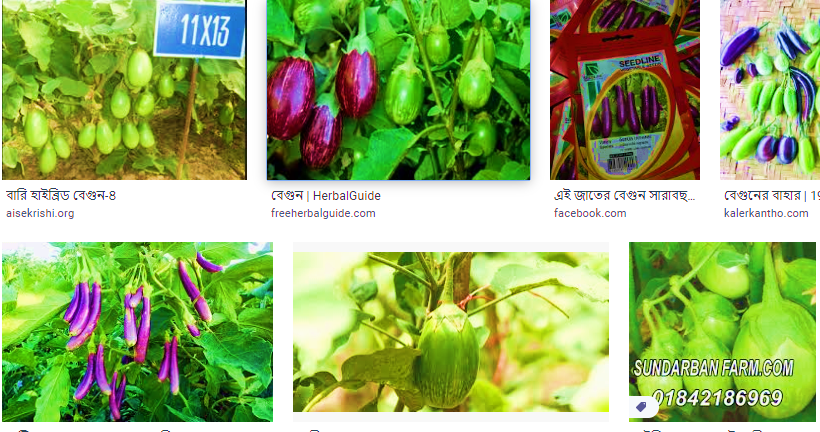 11X13
SEEDLINE
বারি হাইব্রিড বেগুন-4
aisekrishi.org
বেগুন | HerbalGuide
freeherbalguide.com
এই জাতের বেগুন সারাবছ...
facebook.com
বেগুনের বাহার | 19
kalerkantho.com
SUNDARBAN FARM.COM
01842186969